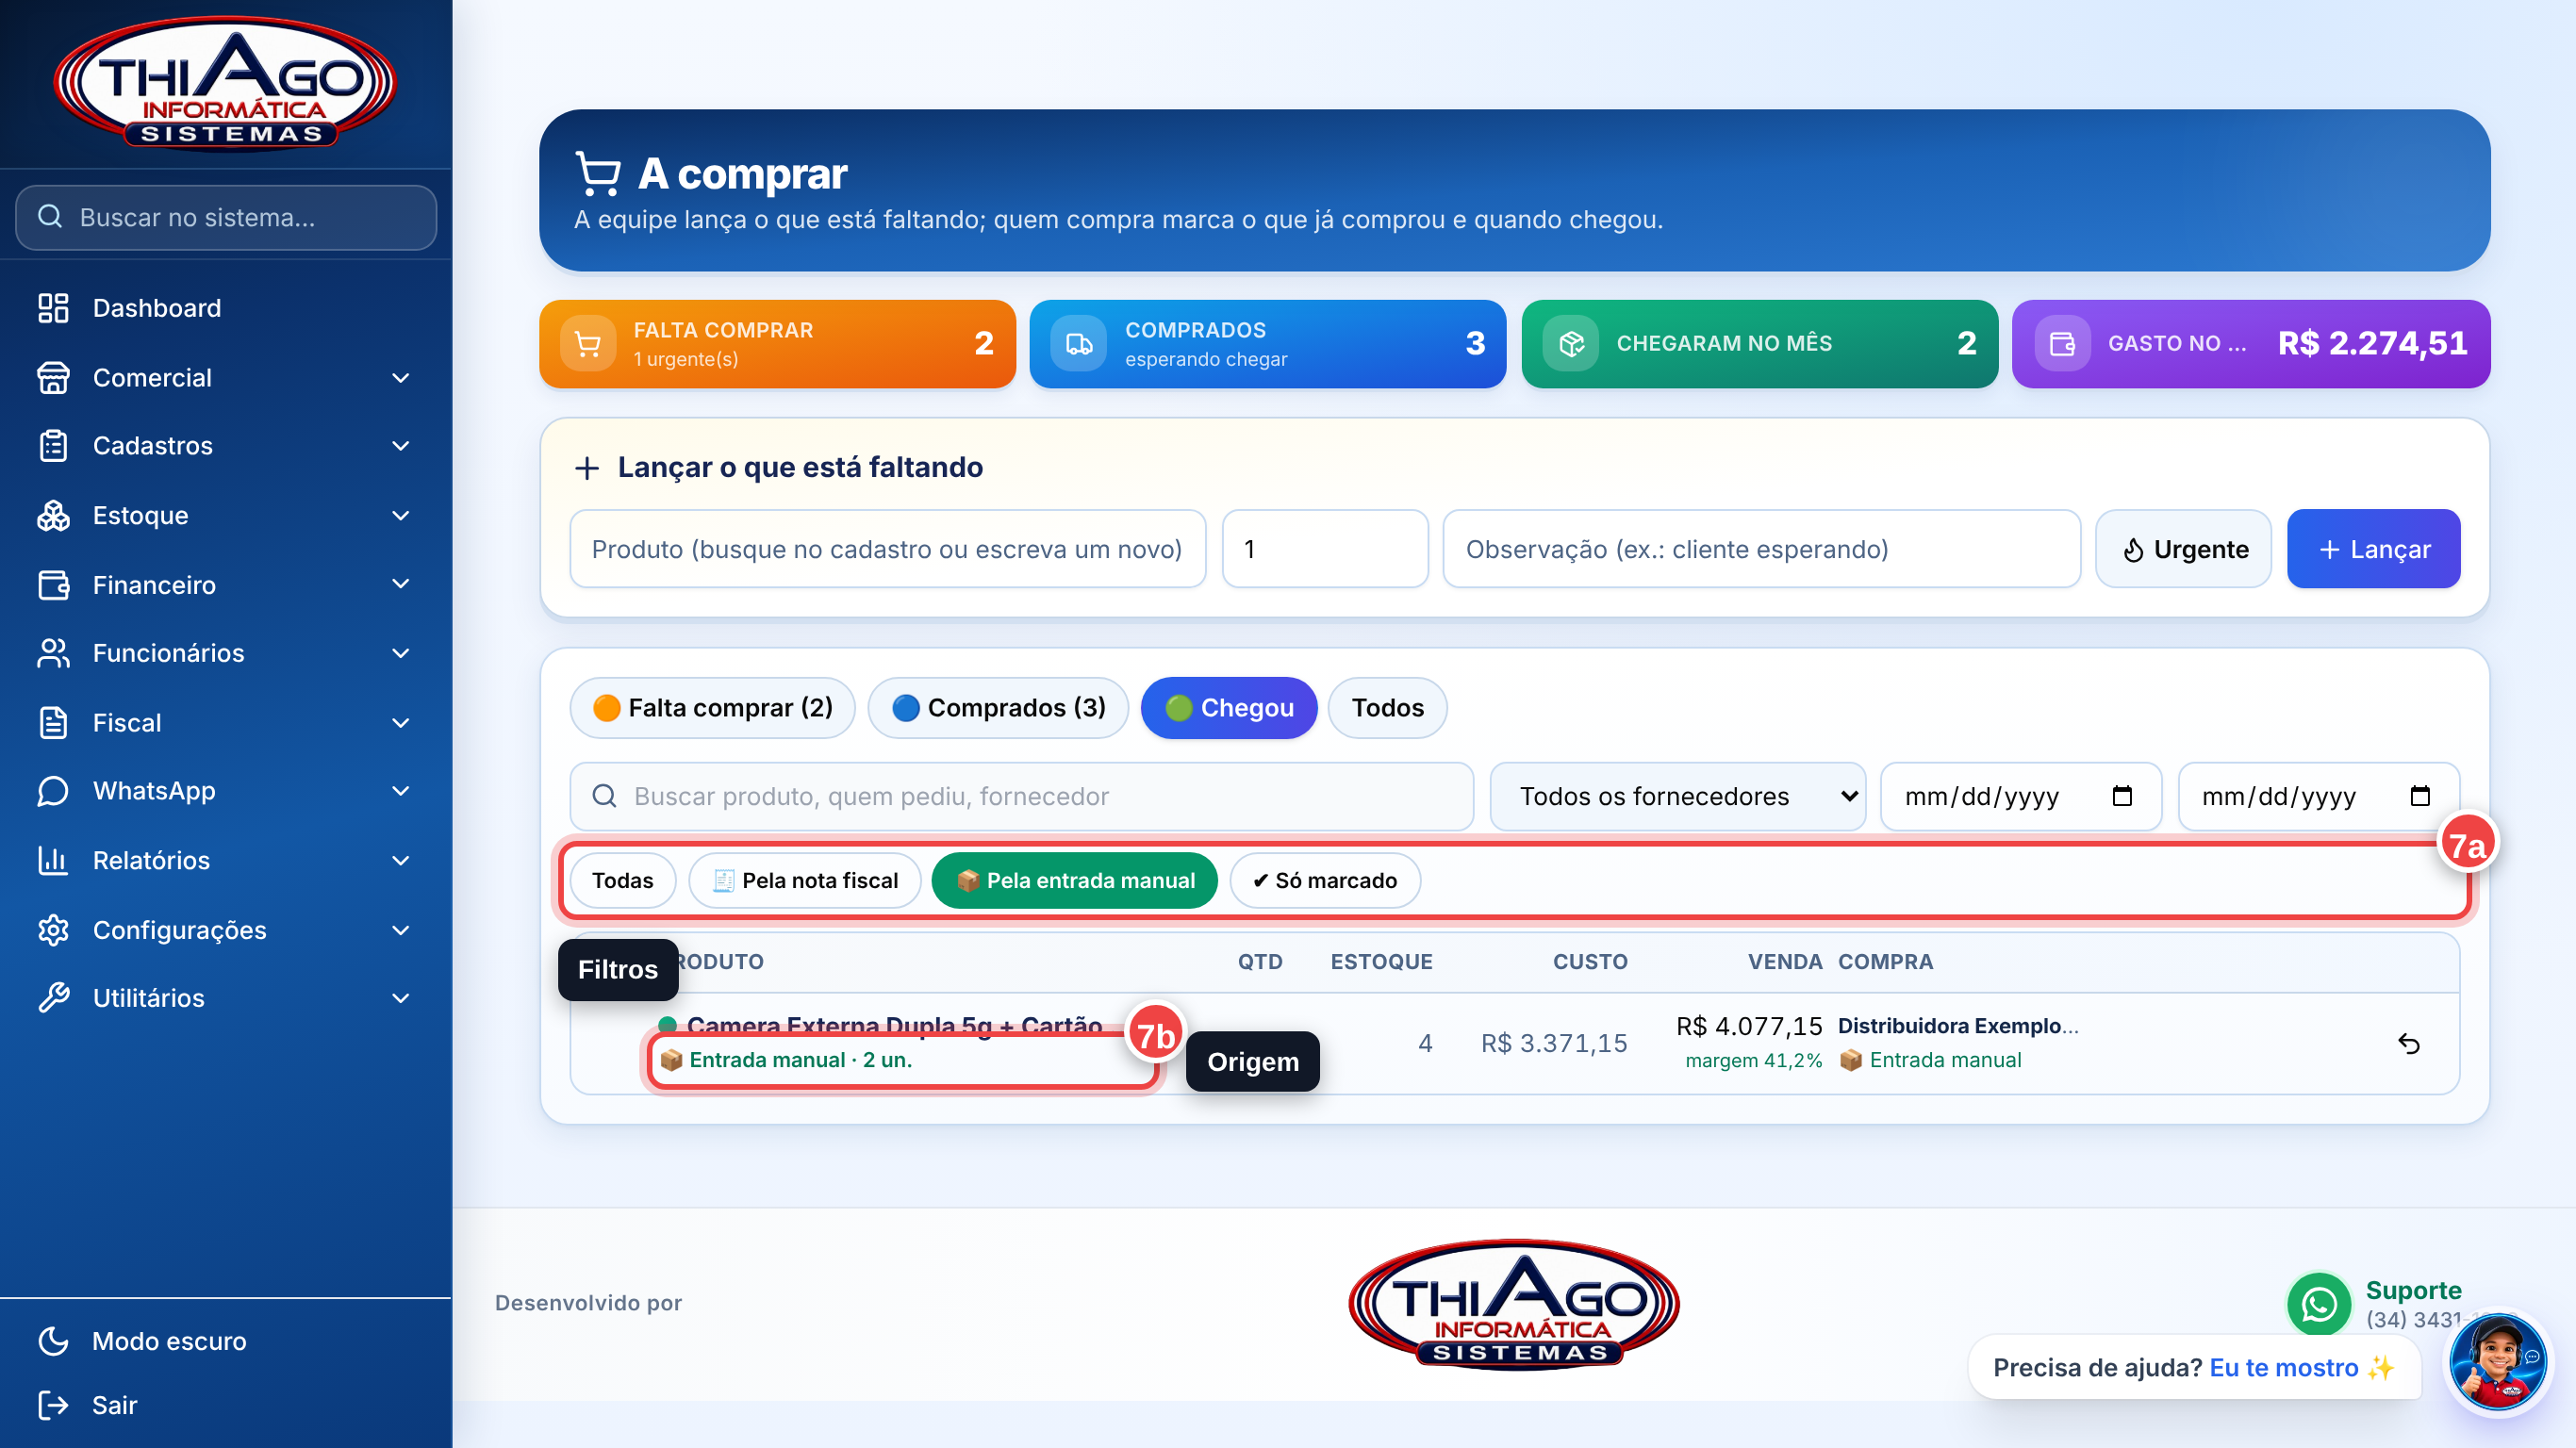 THIAGO
INFORMÁTICA
SISTEMAS
Buscar no sistema...
Dashboard
Comercial
Cadastros
Estoque
Financeiro
Funcionários
Fiscal
WhatsApp
Relatórios
Configurações
Utilitários
Modo escuro
Sair
A comprar
A equipe lança o que está faltando; quem compra marca o que já comprou e quando chegou.
FALTA COMPRAR
1 urgente(s)
2
COMPRADOS
esperando chegar
3
CHEGARAM NO MÊS
2
GASTO NO ...
R$ 2.274,51
Lançar o que está faltando
Produto (busque no cadastro ou escreva um novo)
1
Observação (ex.: cliente esperando)
Urgente
Lançar
Falta comprar (2)
Comprados (3)
Chegou
Todos
Buscar produto, quem pediu, fornecedor
Todos os fornecedores
mm/dd/yyyy
mm/dd/yyyy
7a
Todas
Pela nota fiscal
Pela entrada manual
✔ Só marcado
Filtros
RODUTO
QTD
ESTOQUE
CUSTO
VENDA
COMPRA
Camera Externa Dupla 5g + Cartão
7b
Entrada manual · 2 un.
Origem
4
R$ 3.371,15
R$ 4.077,15
margem 41,2%
Distribuidora Exemplo...
Entrada manual
Desenvolvido por
THIAGO
INFORMÁTICA
SISTEMAS
Suporte
(34) 3431-
Precisa de ajuda? Eu te mostro ✨